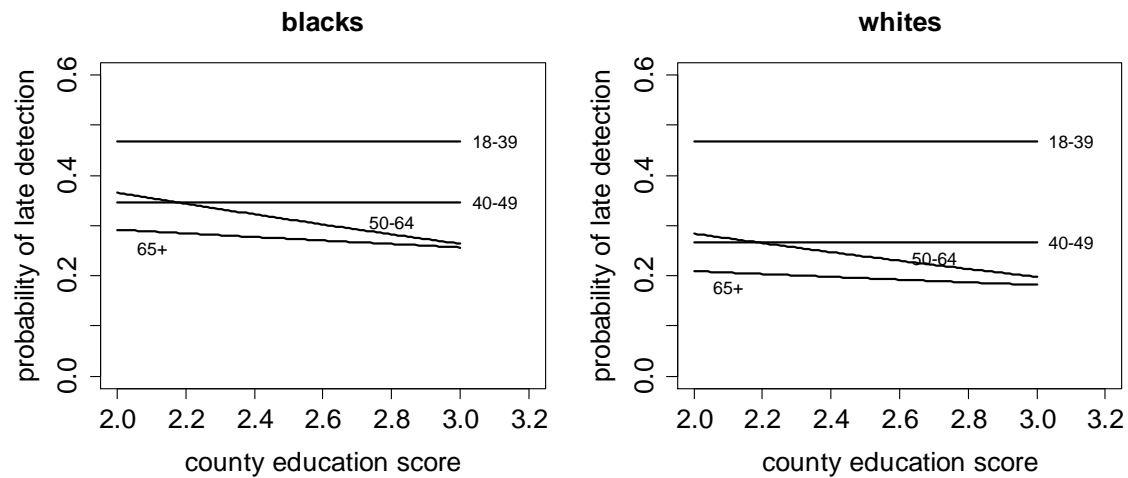 blacks
probability of late detection
0.0 0.2 0.4 0.6
18-39
40-49
50-64
65+
2.0 2.2 2.4 2.6 2.8 3.0 3.2
county education score
whites
probability of late detection
0.0 0.2 0.4 0.6
18-39
40-49
50-64
65+
2.0 2.2 2.4 2.6 2.8 3.0 3.2
county education score